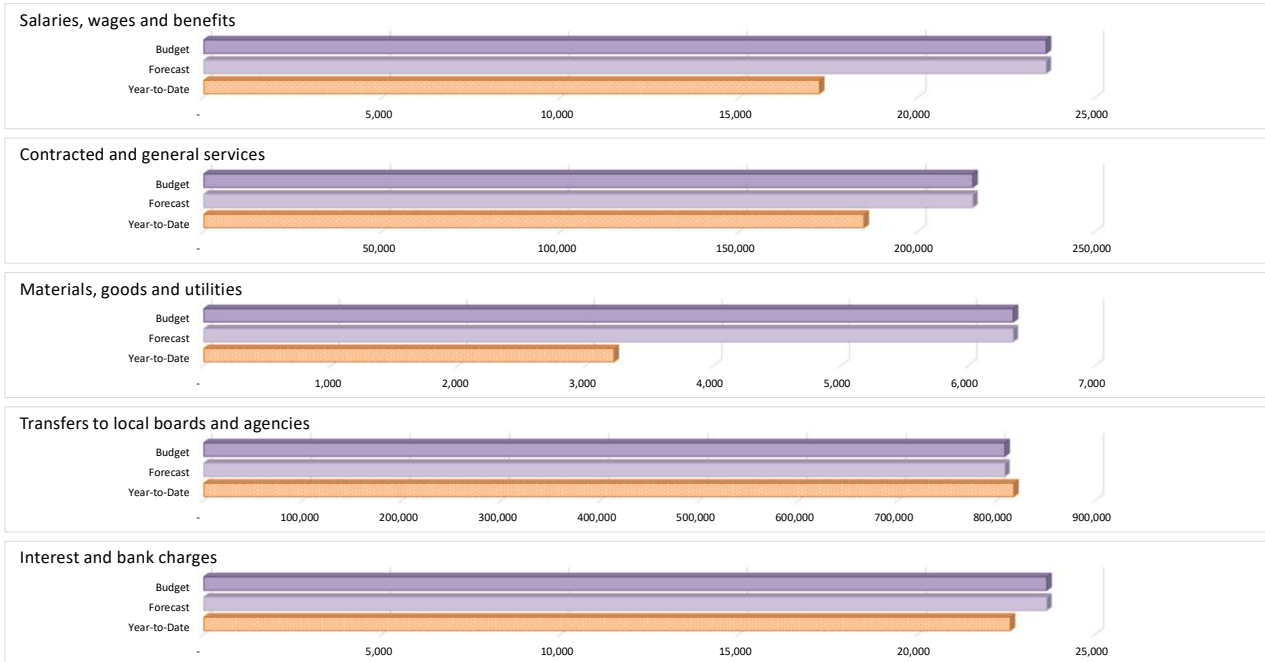 Salaries, wages and benefits
Budget
Forecast
Year-to-Date
- 5,000 10,000 15,000 20,000 25,000
Contracted and general services
Budget
Forecast
Year-to-Date
- 50,000 100,000 150,000 200,000 250,000
Materials, goods and utilities
Budget
Forecast
Year-to-Date
- 1,000 2,000 3,000 4,000 5,000 6,000 7,000
Transfers to local boards and agencies
Budget
Forecast
Year-to-Date
- 100,000 200,000 300,000 400,000 500,000 600,000 700,000 800,000 900,000
Interest and bank charges
Budget
Forecast
Year-to-Date
- 5,000 10,000 15,000 20,000 25,000